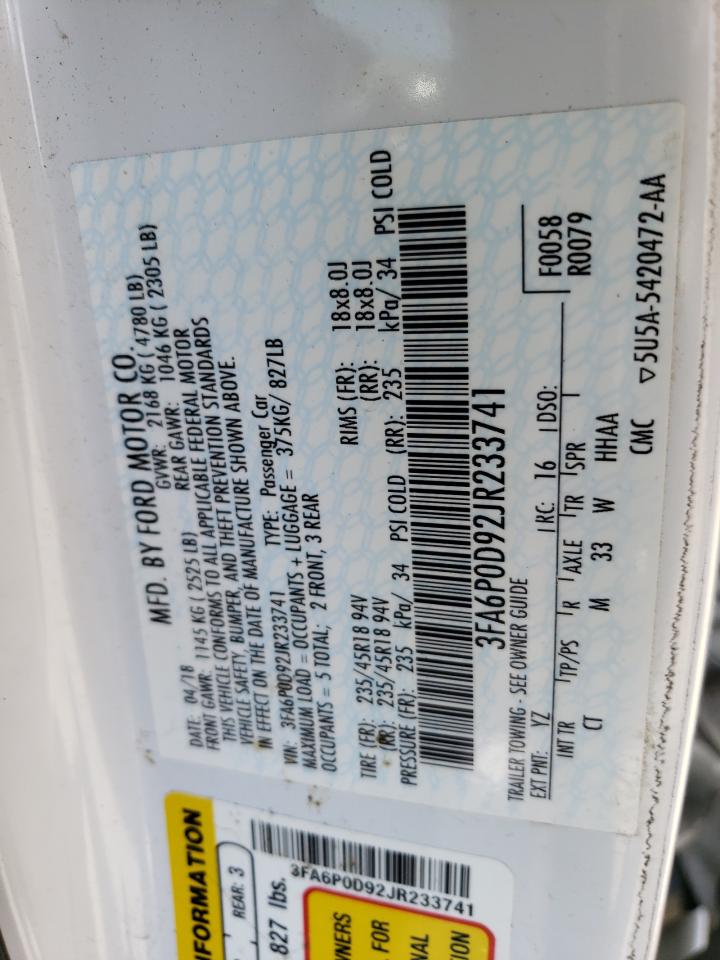 MFD. BY FORD MOTOR CO.
DATE: 04/18 GVWR: 2168 KG ( 4780 LB)
FRONT GAWR: 1145 KG ( 2525 LB) REAR GAWR: 1046 KG ( 2305 LB)
THIS VEHICLE CONFORMS TO ALL APPLICABLE FEDERAL MOTOR
VEHICLE SAFETY, BUMPER, AND THEFT PREVENTION STANDARDS
IN EFFECT ON THE DATE OF MANUFACTURE SHOWN ABOVE.
VIN: 3FA6P0D92JR233741 TYPE: Passenger Car
MAXIMUM LOAD = OCCUPANTS + LUGGAGE = 375KG/ 827LB
OCCUPANTS = 5 TOTAL; 2 FRONT, 3 REAR
TIRE (FR): 235/45R18 94V RIMS (FR): 18x8.0J
(RR): 235/45R18 94V (RR): 18x8.0J
PRESSURE (FR): 235 kPa/ 34 PSI COLD (RR): 235 kPa/ 34 PSI COLD
3FA6P0D92JR233741
TRAILER TOWING - SEE OWNER GUIDE
EXT PNT: YZ RC: 16 DSO: F0058
R0079
INT TR TP/PS R AXLE TR SPR
CT M 33 W HHAA
CMC ▽5U5A-5420472-AA
FORMATION
REAR: 3
827 lbs.
3FA6P0D92JR233741
WNERS
FOR
NAL
ION